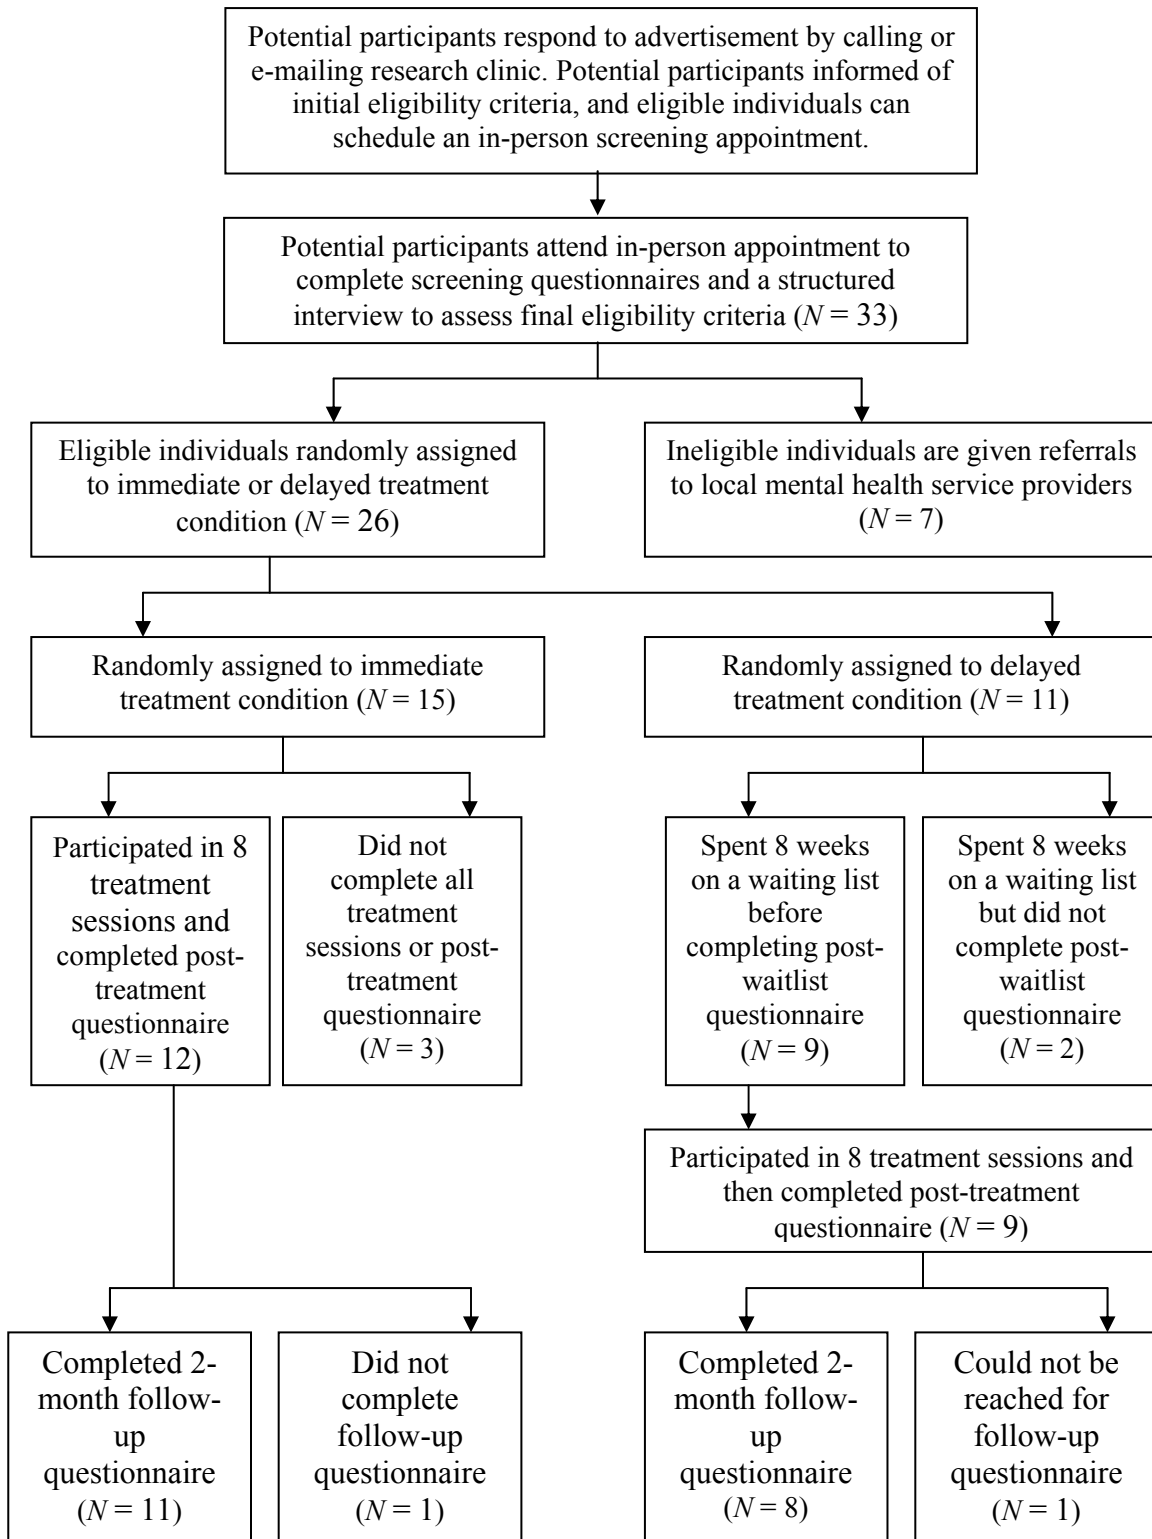 Potential participants respond to advertisement by calling or
e-mailing research clinic. Potential participants informed of
initial eligibility criteria, and eligible individuals can
schedule an in-person screening appointment.
Potential participants attend in-person appointment to
complete screening questionnaires and a structured
interview to assess final eligibility criteria (N = 33)
Eligible individuals randomly assigned
to immediate or delayed treatment
condition (N = 26)
Ineligible individuals are given referrals
to local mental health service providers
(N = 7)
Randomly assigned to immediate
treatment condition (N = 15)
Randomly assigned to delayed
treatment condition (N = 11)
Participated in 8
treatment
sessions and
completed post-
treatment
questionnaire
(N = 12)
Did not
complete all
treatment
sessions or post-
treatment
questionnaire
(N = 3)
Spent 8 weeks
on a waiting list
before
completing post-
waitlist
questionnaire
(N = 9)
Spent 8 weeks
on a waiting list
but did not
complete post-
waitlist
questionnaire
(N = 2)
Participated in 8 treatment sessions and
then completed post-treatment
questionnaire (N = 9)
Completed 2-
month follow-
up
questionnaire
(N = 11)
Did not
complete
follow-up
questionnaire
(N = 1)
Completed 2-
month follow-
up
questionnaire
(N = 8)
Could not be
reached for
follow-up
questionnaire
(N = 1)